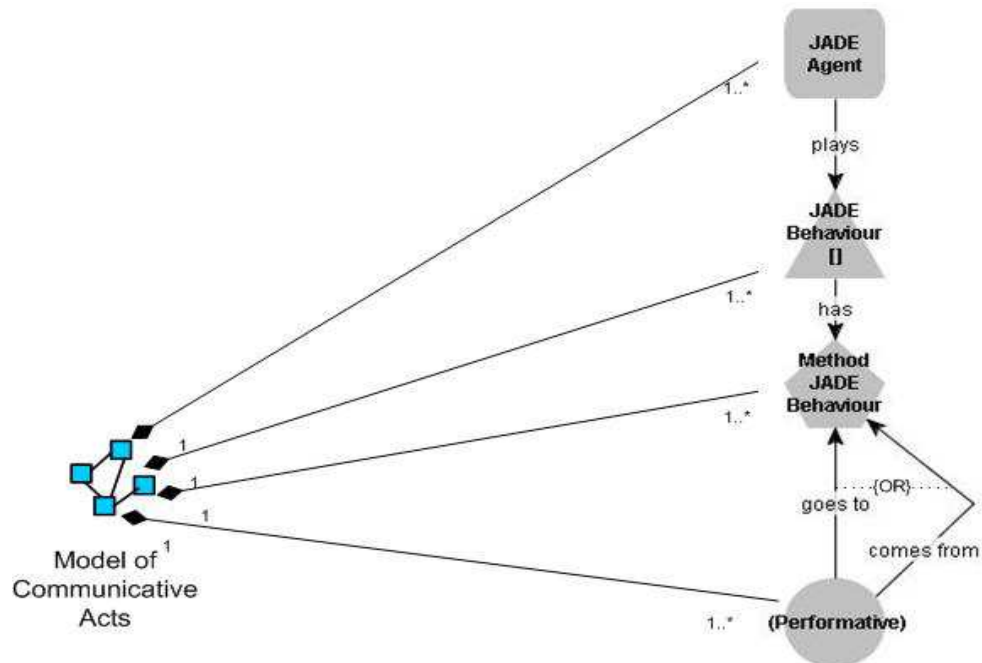 JADE
Agent
1..*
plays
JADE
Behaviour
[]
1..*
has
Method
JADE
Behaviour
1..*
1
1
1
1
{OR}
goes to
comes from
Model of
Communicative
Acts
1..*
(Performative)